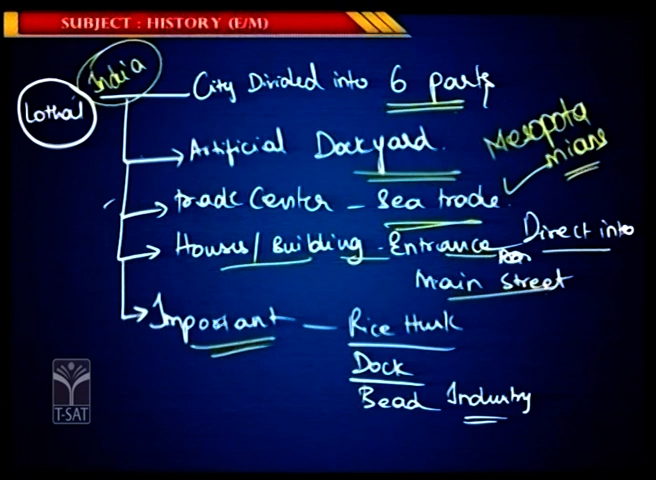 SUBJECT : HISTORY (E/M)
India
Lothal
City Divided into 6 parts
Artificial Dockyard.
Mesopota
mians
trade Center - Sea trade.
Houses/Building - Entrance Direct into
Main Street
Important - Rice Husk
Dock
Bead Industry
T-SAT